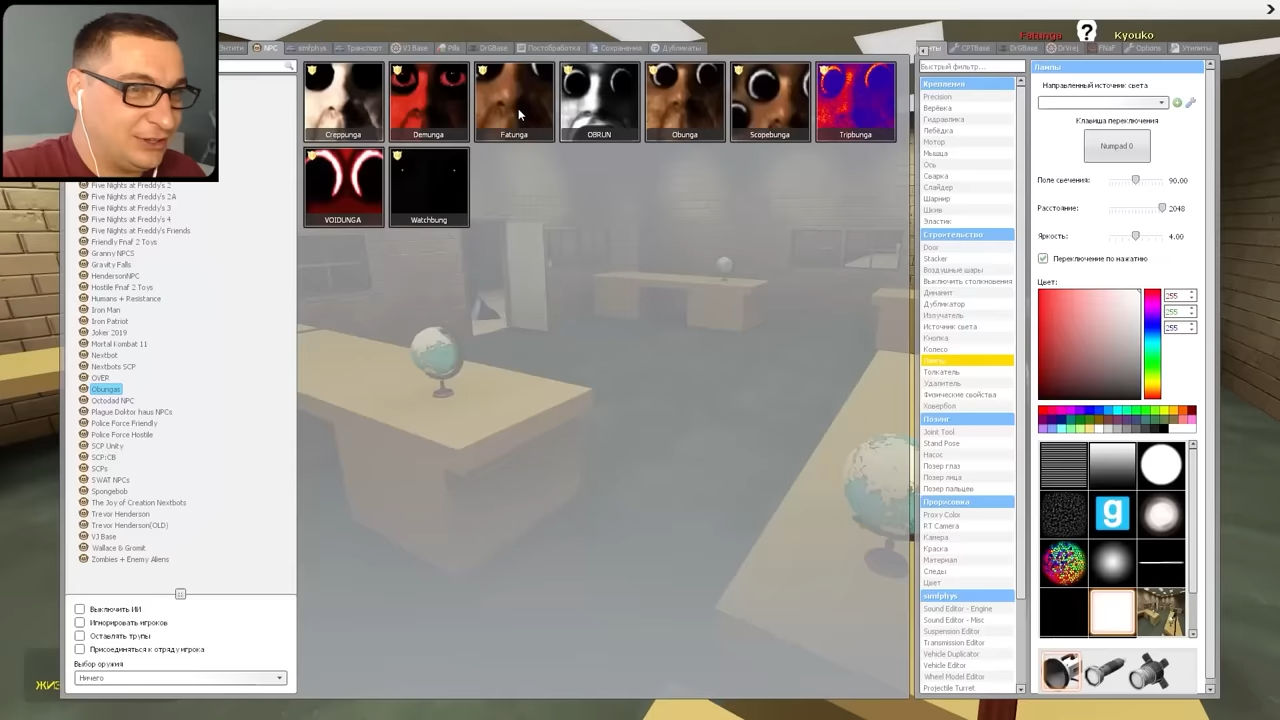 Fatunga
?
Kyouko
NPC
simfphys
Транспорт
VJ Base
Pills
DrGBase
Постобработка
Сохранения
Дубликаты
CPTBase
DrGBase
DrVrej
FNaF
Options
Утилиты
Five Nights at Freddy's 2
Five Nights at Freddy's 2A
Five Nights at Freddy's 3
Five Nights at Freddy's 4
Five Nights at Freddy's Friends
Friendly Fnaf 2 Toys
Granny NPCS
Gravity Falls
HendersonNPC
Hostile Fnaf 2 Toys
Humans + Resistance
Iron Man
Iron Patriot
Joker 2019
Mortal Kombat 11
Nextbot
Nextbots SCP
OVER
Obungas
Octodad NPC
Plague Doktor haus NPCs
Police Force Friendly
Police Force Hostile
SCP Unity
SCP:CB
SCPs
SWAT NPCs
Spongebob
The Joy of Creation Nextbots
Trevor Henderson
Trevor Henderson(OLD)
VJ Base
Wallace & Gromit
Zombies + Enemy Aliens
Выключить ИИ
Игнорировать игроков
Оставлять трупы
Присоединяться к отряду игрока
Выбор оружия
Ничего
Creppunga
Demunga
Fatunga
OBRUN
Obunga
Scopebunga
Tripbunga
VOIDUNGA
Watchbung
Быстрый фильтр...
Крепления
Precision
Верёвка
Гидравлика
Лебёдка
Мотор
Мышца
Ось
Сварка
Слайдер
Шарнир
Шкив
Эластик
Строительство
Door
Stacker
Воздушные шары
Выключить столкновения
Динамит
Дубликатор
Излучатель
Источник света
Кнопка
Колесо
Лампы
Толкатель
Удалитель
Физические свойства
Ховербол
Позинг
Joint Tool
Stand Pose
Насос
Позер глаз
Позер лица
Позер пальцев
Прорисовка
Proxy Color
RT Camera
Камера
Краска
Материал
Следы
Цвет
simfphys
Sound Editor - Engine
Sound Editor - Misc
Suspension Editor
Transmission Editor
Vehicle Duplicator
Vehicle Editor
Wheel Model Editor
Projectile Turret
Лампы
Направленный источник света
Клавиша переключения
Numpad 0
Поле свечения: 90.00
Расстояние: 2048
Яркость: 4.00
Переключение по нажатию
Цвет:
255
255
255
g